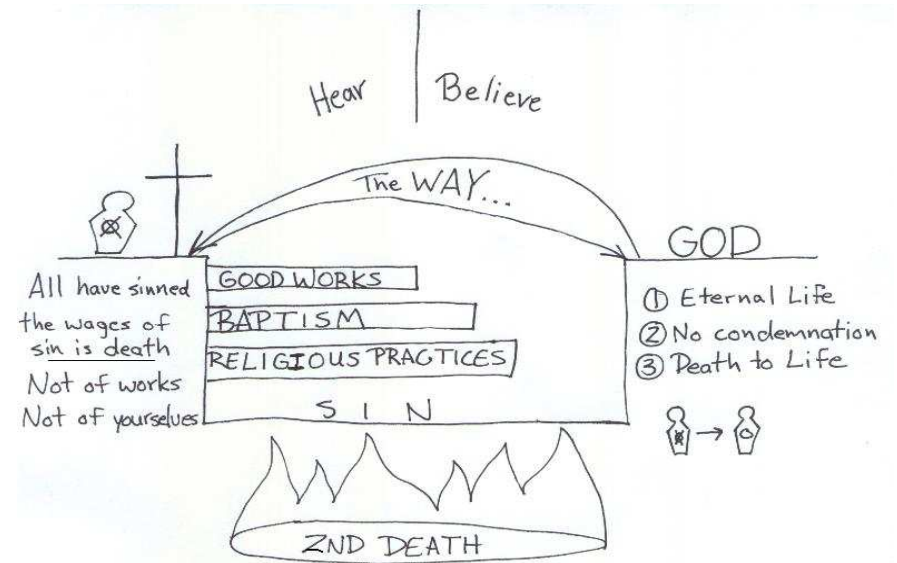 Hear
Believe
The WAY...
GOD
All have sinned
the wages of
sin is death
Not of works
Not of yourselves
GOOD WORKS
BAPTISM
RELIGIOUS PRACTICES
SIN
① Eternal Life
② No condemnation
③ Death to Life
2ND DEATH